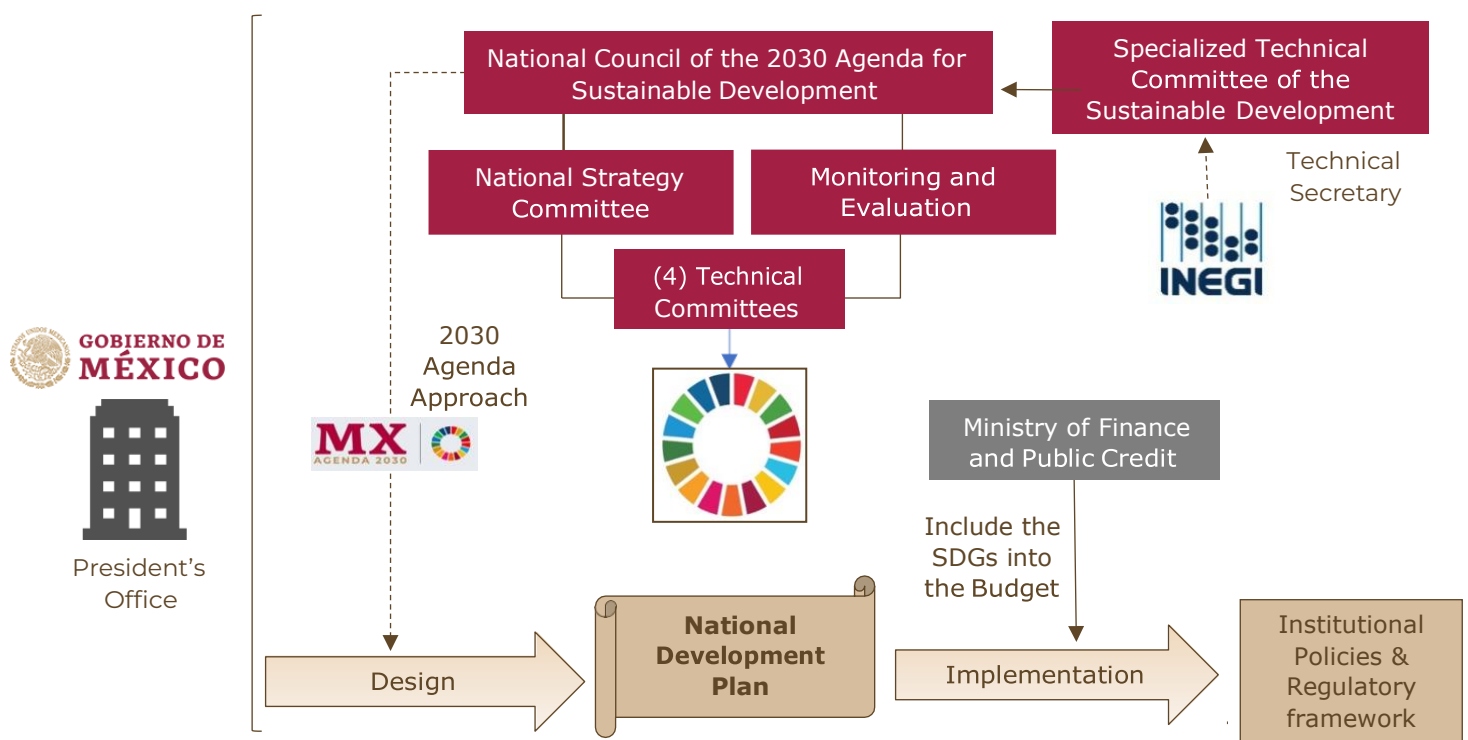 National Council of the 2030 Agenda for
Sustainable Development
Specialized Technical
Committee of the
Sustainable Development
Technical
Secretary
INEGI
National Strategy
Committee
Monitoring and
Evaluation
(4) Technical
Committees
ESTADOS UNIDOS MEXICANOS
GOBIERNO DE
MÉXICO
President's
Office
2030
Agenda
Approach
MX
AGENDA 2030
Ministry of Finance
and Public Credit
Include the
SDGs into
the Budget
Design
National
Development
Plan
Implementation
Institutional
Policies &
Regulatory
framework